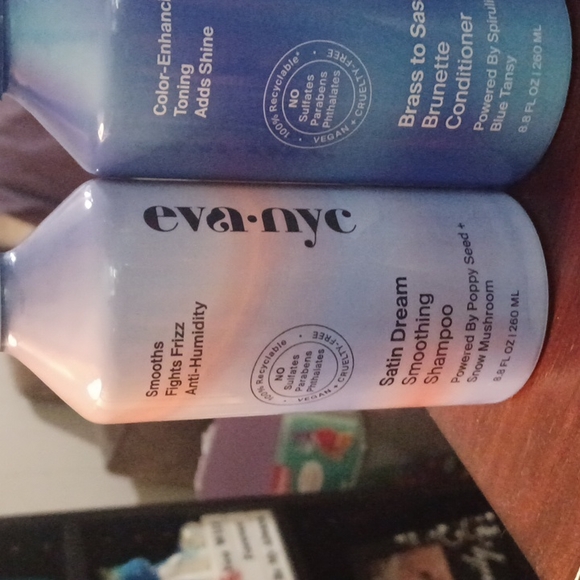 Color-Enhanc
Toning
Adds Shine
100% Recyclable*
NO
Sulfates
Parabens
Phthalates
VEGAN + CRUELTY-FREE
Brass to Sas
Brunette
Conditioner
Powered By Spiruli
Blue Tansy
8.8 FL OZ | 260 ML
eva·nyc
Smooths
Fights Frizz
Anti-Humidity
100% Recyclable
NO
Sulfates
Parabens
Phthalates
VEGAN + CRUELTY-FREE
Satin Dream
Smoothing
Shampoo
Powered By Poppy Seed +
Snow Mushroom
8.8 FL OZ | 260 ML